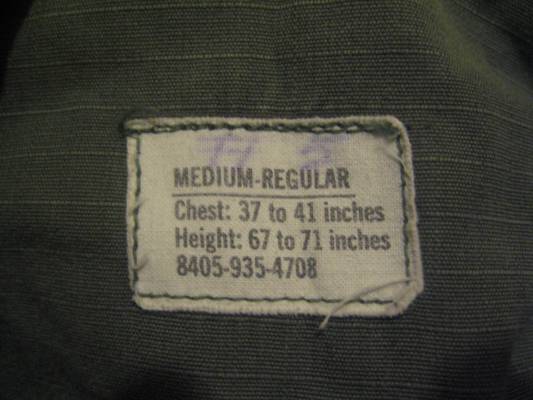 MEDIUM-REGULAR
Chest: 37 to 41 inches
Height: 67 to 71 inches
8405-935-4708